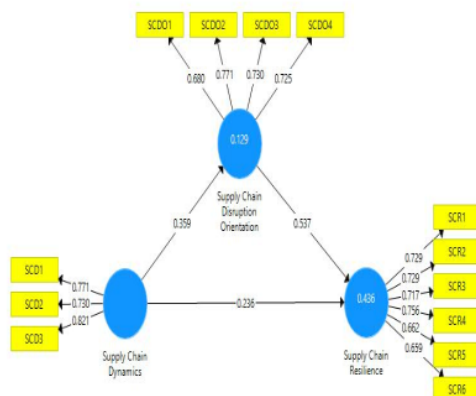 SCDO1 SCDO2 SCDO3 SCDO4
0.680 0.771 0.730 0.725
0.129
Supply Chain
Disruption
Orientation
0.359
0.537
SCD1
SCD2
SCD3
0.771
0.730
0.821
Supply Chain
Dynamics
0.236
0.436
Supply Chain
Resilience
0.729
0.729
0.717
0.756
0.662
0.659
SCR1
SCR2
SCR3
SCR4
SCR5
SCR6